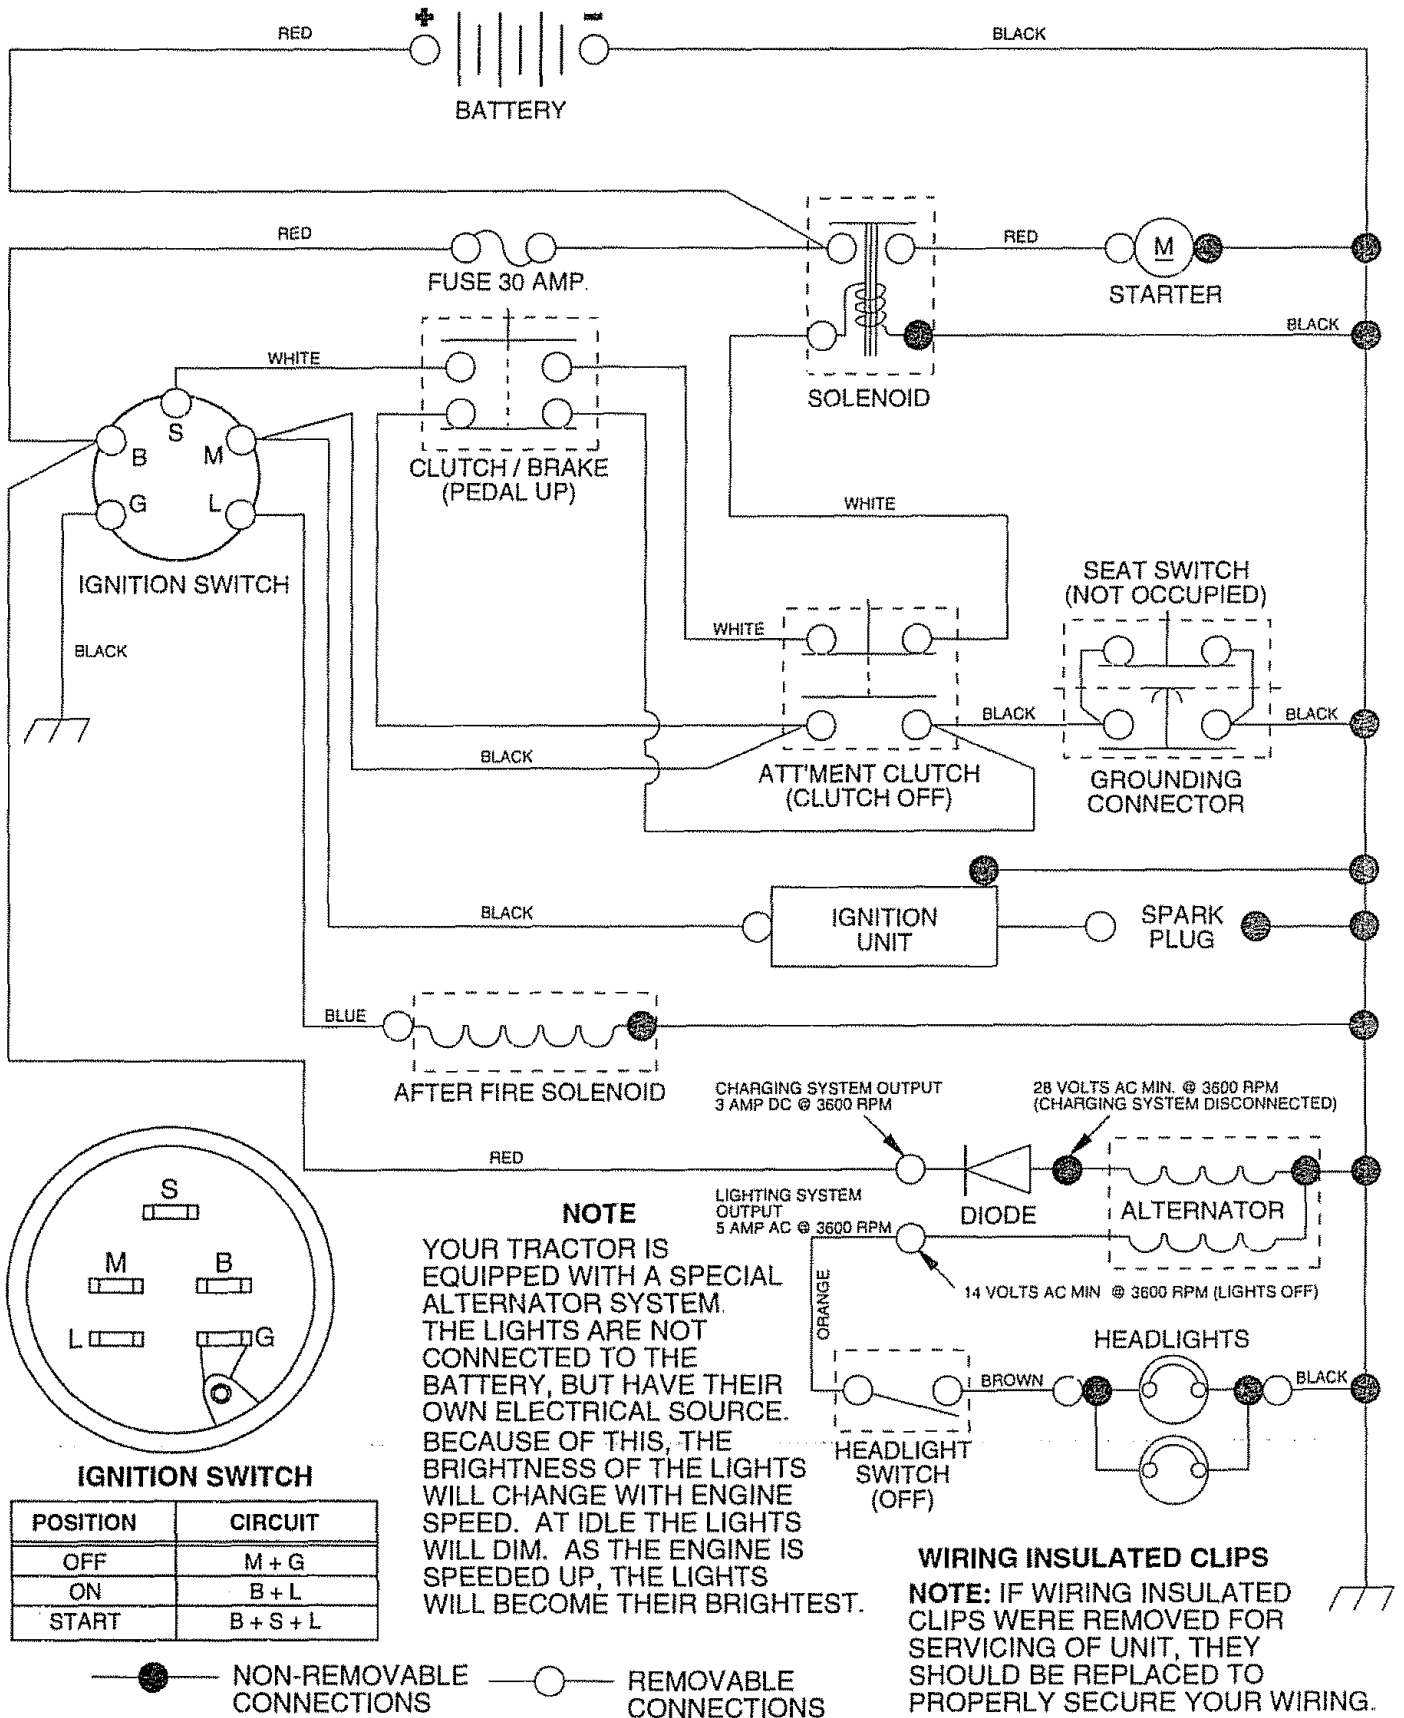 + -
RED
BLACK
BATTERY
RED
FUSE 30 AMP.
RED
M
STARTER
BLACK
SOLENOID
WHITE
S
B
M
G
L
IGNITION SWITCH
CLUTCH / BRAKE
(PEDAL UP)
WHITE
BLACK
WHITE
SEAT SWITCH
(NOT OCCUPIED)
BLACK
BLACK
BLACK
ATT'MENT CLUTCH
(CLUTCH OFF)
GROUNDING
CONNECTOR
BLACK
IGNITION
UNIT
SPARK
PLUG
BLUE
AFTER FIRE SOLENOID
CHARGING SYSTEM OUTPUT
3 AMP DC @ 3600 RPM
28 VOLTS AC MIN. @ 3600 RPM
(CHARGING SYSTEM DISCONNECTED)
RED
DIODE
ALTERNATOR
LIGHTING SYSTEM
OUTPUT
5 AMP AC @ 3600 RPM
14 VOLTS AC MIN @ 3600 RPM (LIGHTS OFF)
ORANGE
HEADLIGHTS
BROWN
BLACK
HEADLIGHT
SWITCH
(OFF)
S
M
B
L
G
IGNITION SWITCH
POSITION CIRCUIT
OFF M + G
ON B + L
START B + S + L
NOTE
YOUR TRACTOR IS
EQUIPPED WITH A SPECIAL
ALTERNATOR SYSTEM.
THE LIGHTS ARE NOT
CONNECTED TO THE
BATTERY, BUT HAVE THEIR
OWN ELECTRICAL SOURCE.
BECAUSE OF THIS, THE
BRIGHTNESS OF THE LIGHTS
WILL CHANGE WITH ENGINE
SPEED. AT IDLE THE LIGHTS
WILL DIM. AS THE ENGINE IS
SPEEDED UP, THE LIGHTS
WILL BECOME THEIR BRIGHTEST.
WIRING INSULATED CLIPS
NOTE: IF WIRING INSULATED
CLIPS WERE REMOVED FOR
SERVICING OF UNIT, THEY
SHOULD BE REPLACED TO
PROPERLY SECURE YOUR WIRING.
NON-REMOVABLE
CONNECTIONS
REMOVABLE
CONNECTIONS